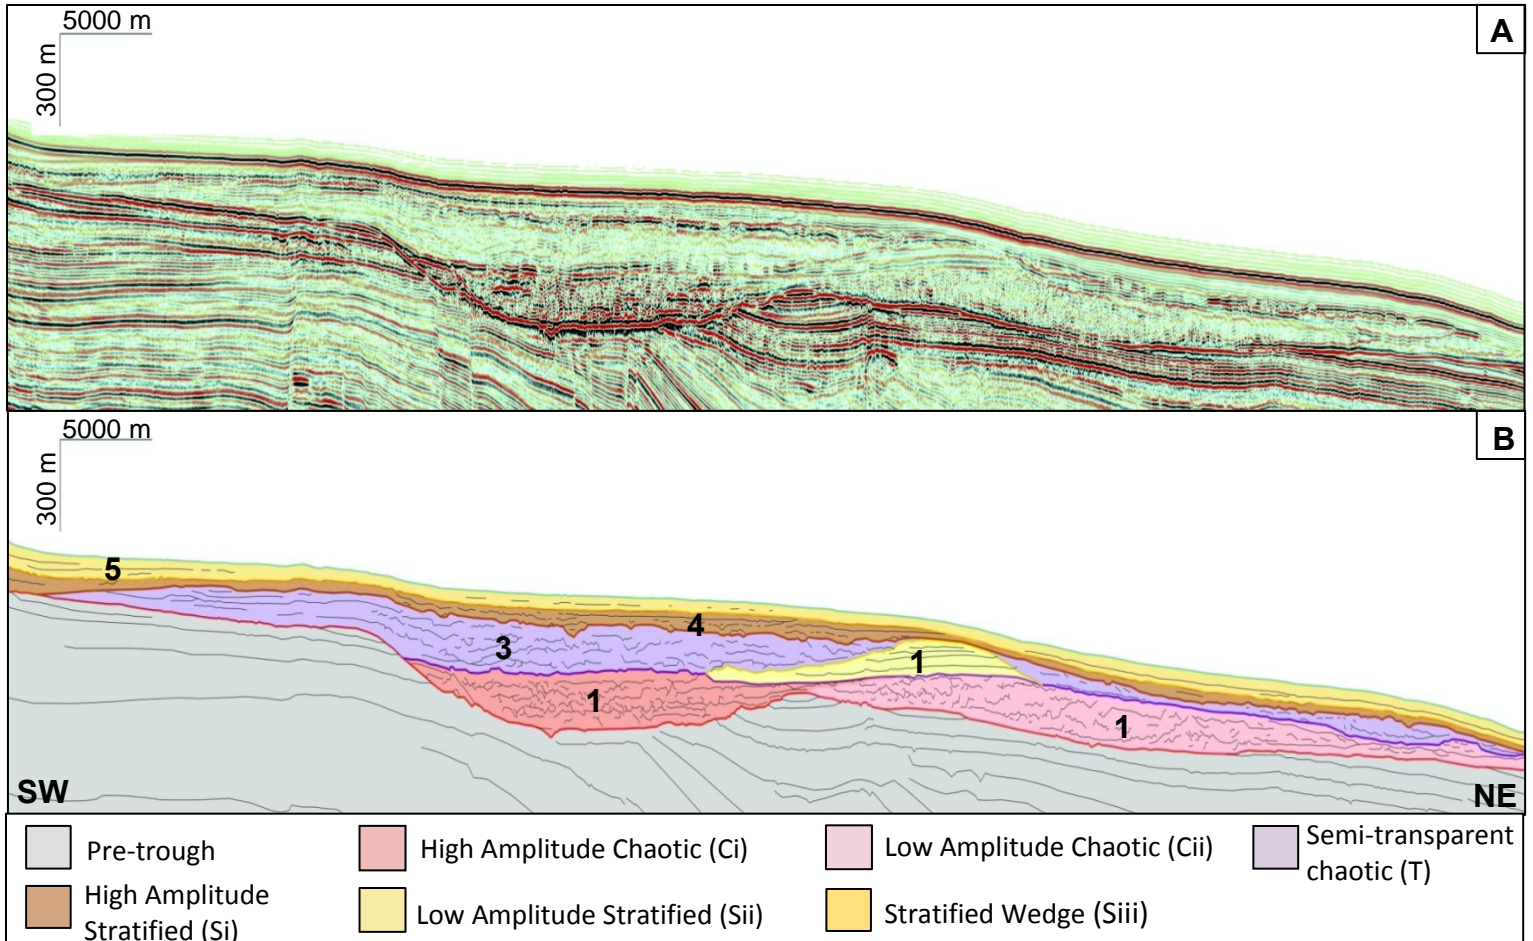 5000 m
A
300 m
5000 m
B
300 m
5
4
3
1
1
1
SW
NE
Pre-trough
High Amplitude Chaotic (Ci)
Low Amplitude Chaotic (Cii)
Semi-transparent
chaotic (T)
High Amplitude
Stratified (Si)
Low Amplitude Stratified (Sii)
Stratified Wedge (Siii)